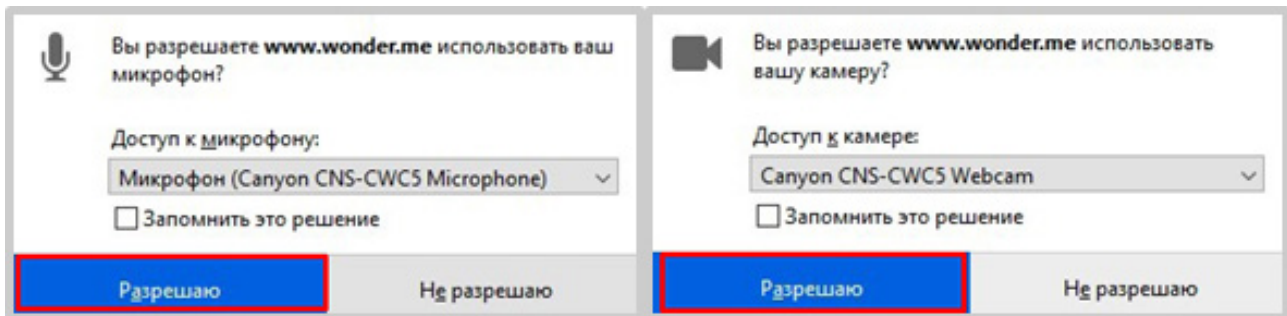 Вы разрешаете www.wonder.me использовать ваш
микрофон?
Доступ к микрофону:
Микрофон (Canyon CNS-CWC5 Microphone)
Запомнить это решение
Разрешаю
Не разрешаю
Вы разрешаете www.wonder.me использовать
вашу камеру?
Доступ к камере:
Canyon CNS-CWC5 Webcam
Запомнить это решение
Разрешаю
Не разрешаю